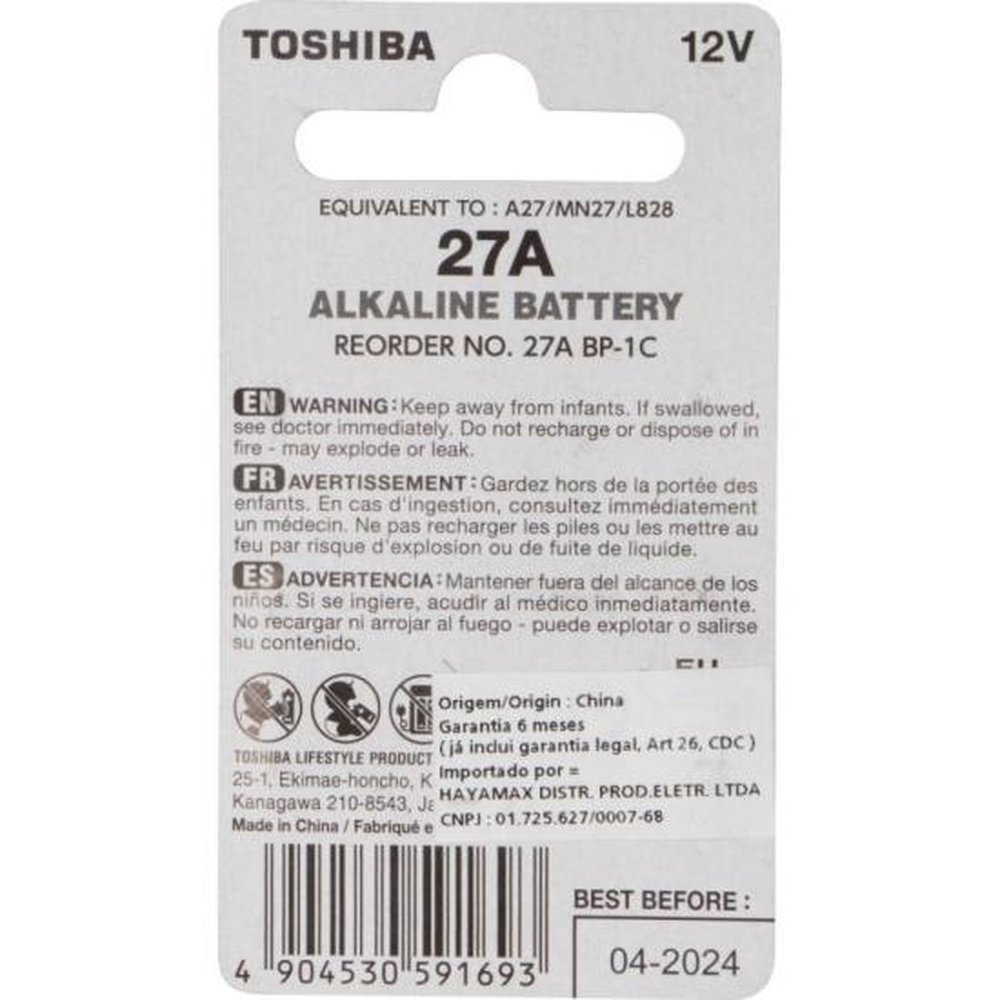 TOSHIBA 12V
EQUIVALENT TO : A27/MN27/L828
27A
ALKALINE BATTERY
REORDER NO. 27A BP-1C
EN WARNING: Keep away from infants. If swallowed,
see doctor immediately. Do not recharge or dispose of in
fire - may explode or leak.
FR AVERTISSEMENT: Gardez hors de la portée des
enfants. En cas d'ingestion, consultez immédiatement
un médecin. Ne pas recharger les piles ou les mettre au
feu par risque d'explosion ou de fuite de liquide.
ES ADVERTENCIA: Mantener fuera del alcance de los
niños. Si se ingiere, acudir al médico inmediatamente.
No recargar ni arrojar al fuego - puede explotar o salirse
su contenido.
Origem/Origin : China
Garantia 6 meses
( já inclui garantia legal, Art 26, CDC )
Importado por =
HAYAMAX DISTR. PROD.ELETR. LTDA
CNPJ : 01.725.627/0007-68
TOSHIBA LIFESTYLE PRODUCT
25-1, Ekimae-honcho, K
Kanagawa 210-8543, Ja
Made in China / Fabriqué e
BEST BEFORE :
04-2024
4 904530 591693